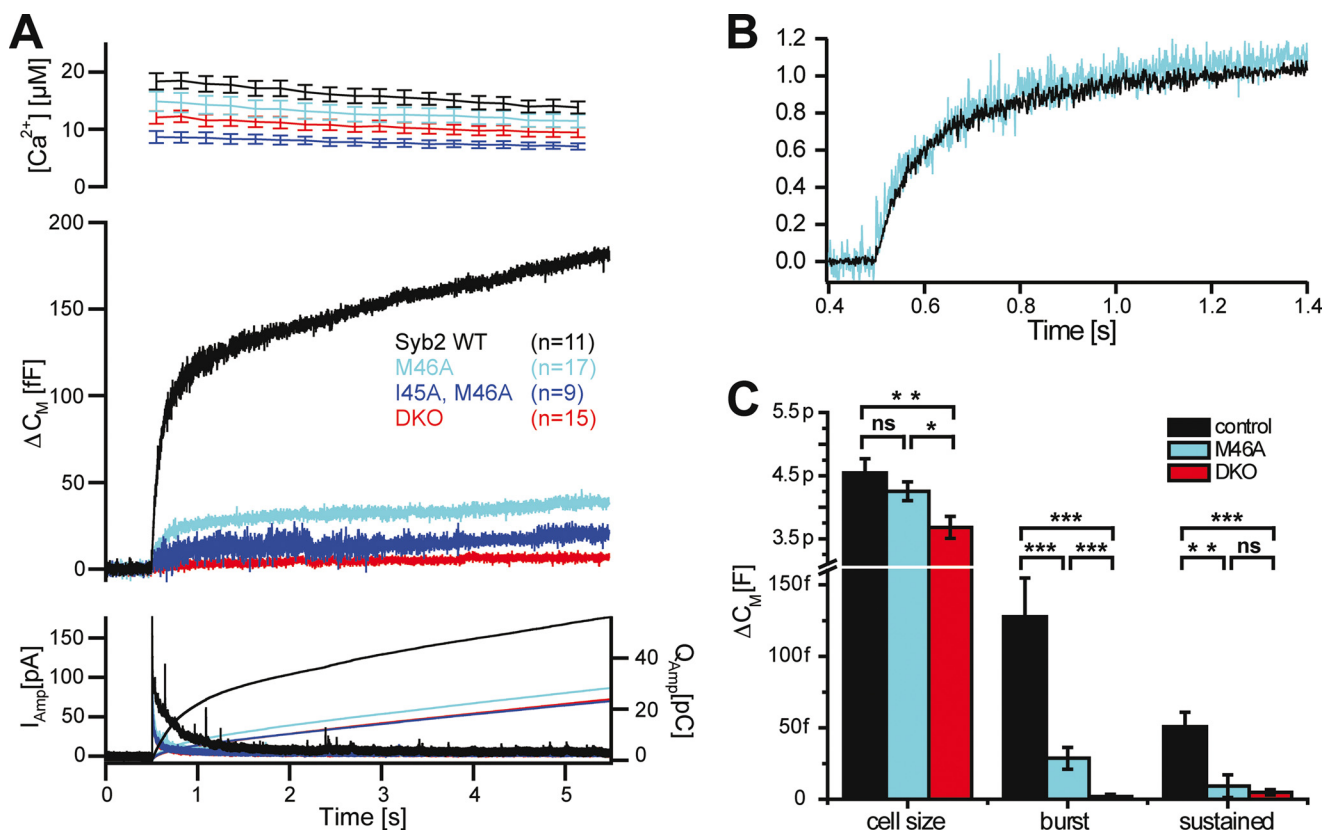 A
[Ca2+] [µM]
20
10
0
200
150
100
50
0
ΔCM [fF]
Syb2 WT (n=11)
M46A (n=17)
I45A, M46A (n=9)
DKO (n=15)
150
100
50
0
IAmp[pA]
40
20
0
QAmp[pC]
0 1 2 3 4 5
Time [s]
B
1.2
1.0
0.8
0.6
0.4
0.2
0.0
0.4 0.6 0.8 1.0 1.2 1.4
Time [s]
C
5.5p
4.5p
3.5p
150f
100f
50f
0
ΔCM[F]
* *
ns *
***
*** ***
***
* * ns
control
M46A
DKO
cell size burst sustained